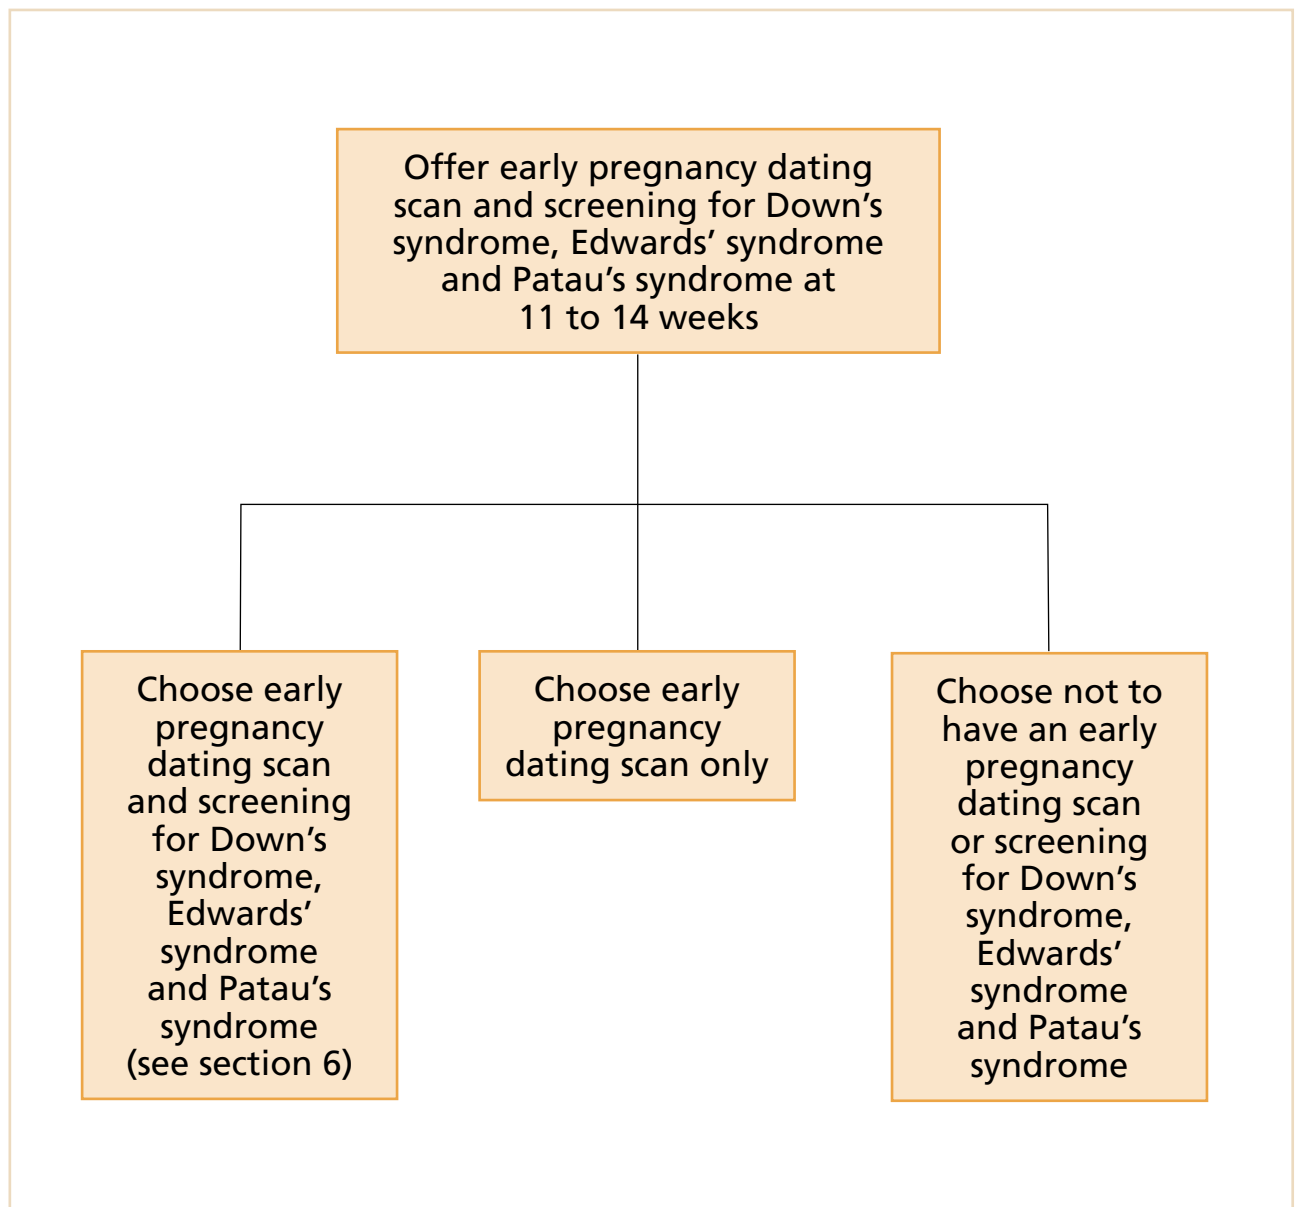 Offer early pregnancy dating
scan and screening for Down’s
syndrome, Edwards’ syndrome
and Patau’s syndrome at
11 to 14 weeks
Choose early
pregnancy
dating scan
and screening
for Down’s
syndrome,
Edwards’
syndrome
and Patau’s
syndrome
(see section 6)
Choose early
pregnancy
dating scan only
Choose not to
have an early
pregnancy
dating scan
or screening
for Down’s
syndrome,
Edwards’
syndrome
and Patau’s
syndrome